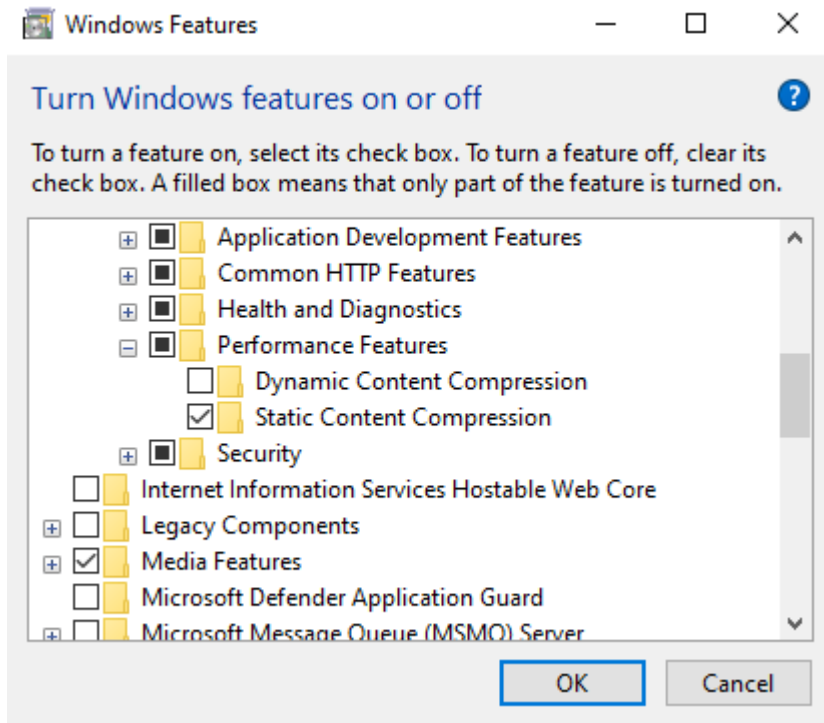 Windows Features
Turn Windows features on or off
?
To turn a feature on, select its check box. To turn a feature off, clear its
check box. A filled box means that only part of the feature is turned on.
Application Development Features
Common HTTP Features
Health and Diagnostics
Performance Features
Dynamic Content Compression
Static Content Compression
Security
Internet Information Services Hostable Web Core
Legacy Components
Media Features
Microsoft Defender Application Guard
Microsoft Message Queue (MSMQ) Server
OK
Cancel